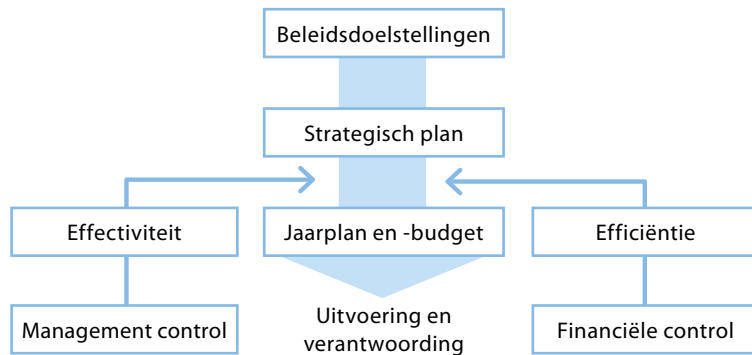 Beleidsdoelstellingen
Strategisch plan
Effectiviteit
Jaarplan en -budget
Efficiëntie
Management control
Uitvoering en
verantwoording
Financiële control